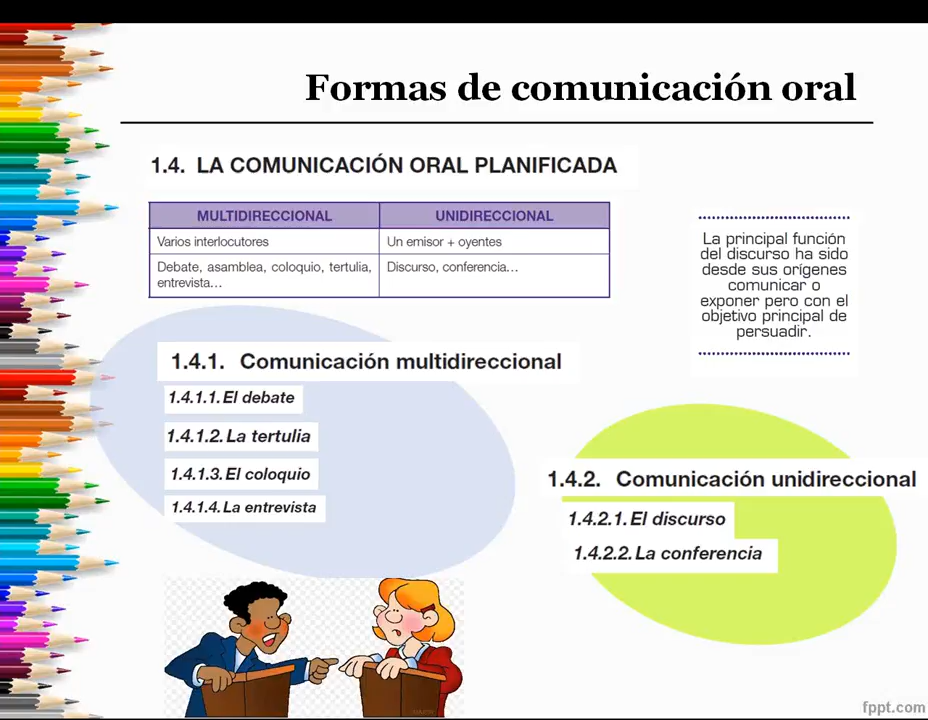 Formas de comunicación oral
1.4. LA COMUNICACIÓN ORAL PLANIFICADA
MULTIDIRECCIONAL UNIDIRECCIONAL
Varios interlocutores Un emisor + oyentes
Debate, asamblea, coloquio, tertulia, Discurso, conferencia...
entrevista...
La principal función
del discurso ha sido
desde sus orígenes
comunicar o
exponer pero con el
objetivo principal de
persuadir.
1.4.1. Comunicación multidireccional
1.4.1.1. El debate
1.4.1.2. La tertulia
1.4.1.3. El coloquio
1.4.1.4. La entrevista
1.4.2. Comunicación unidireccional
1.4.2.1. El discurso
1.4.2.2. La conferencia
fppt.com